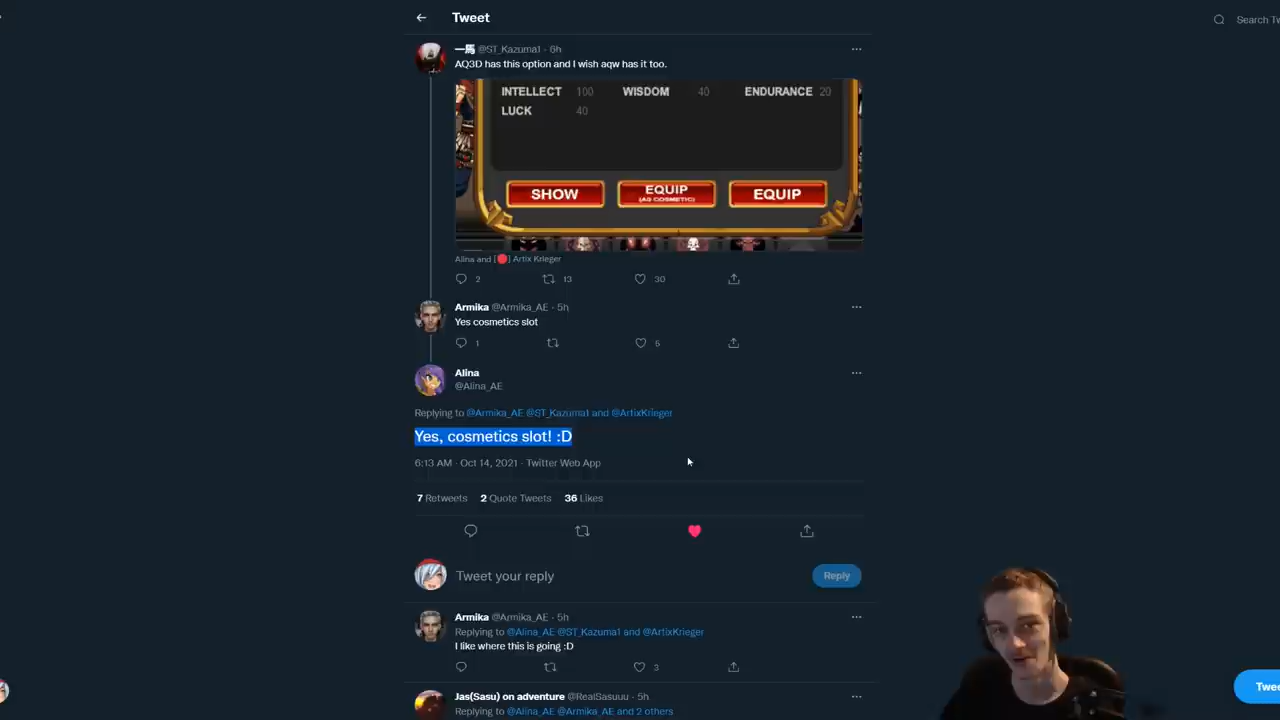 Tweet
Search Tw
一馬 @ST_Kazuma1 · 6h
AQ3D has this option and I wish aqw has it too.
INTELLECT 100 WISDOM 40 ENDURANCE 20
LUCK 40
SHOW
EQUIP
(AS COSMETIC)
EQUIP
Alina and [🔴] Artix Krieger
2 13 30
Armika @Armika_AE · 5h
Yes cosmetics slot
1 5
Alina
@Alina_AE
Replying to @Armika_AE @ST_Kazuma1 and @ArtixKrieger
Yes, cosmetics slot! :D
6:13 AM · Oct 14, 2021 · Twitter Web App
7 Retweets 2 Quote Tweets 36 Likes
Tweet your reply
Reply
Armika @Armika_AE · 5h
Replying to @Alina_AE @ST_Kazuma1 and @ArtixKrieger
I like where this is going :D
3
Twee
Jas(Sasu) on adventure @RealSasuuu · 5h
Replying to @Alina_AE @Armika_AE and 2 others